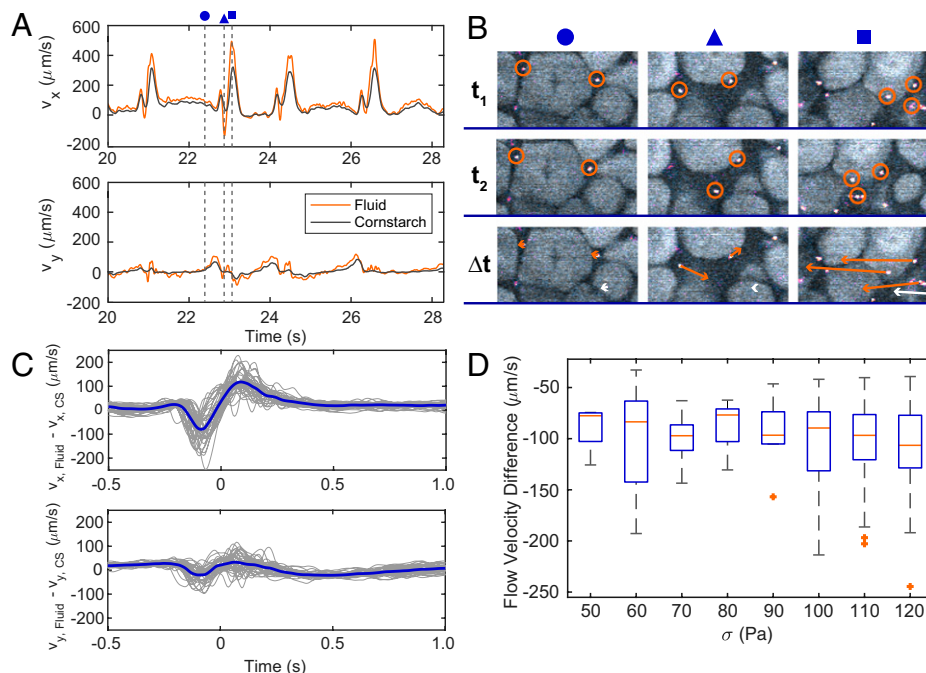 A
600
400
200
0
-200
v_x (μm/s)
20 22 24 26 28
600
400
200
0
-200
v_y (μm/s)
Fluid
Cornstarch
20 22 24 26 28
Time (s)
B
t_1
t_2
Δt
C
200
100
0
-100
-200
v_x, Fluid - v_x, CS (μm/s)
-0.5 0 0.5 1.0
200
100
0
-100
-200
v_y, Fluid - v_y, CS (μm/s)
-0.5 0 0.5 1.0
Time (s)
D
-50
-100
-150
-200
-250
Flow Velocity Difference (μm/s)
50 60 70 80 90 100 110 120
σ (Pa)